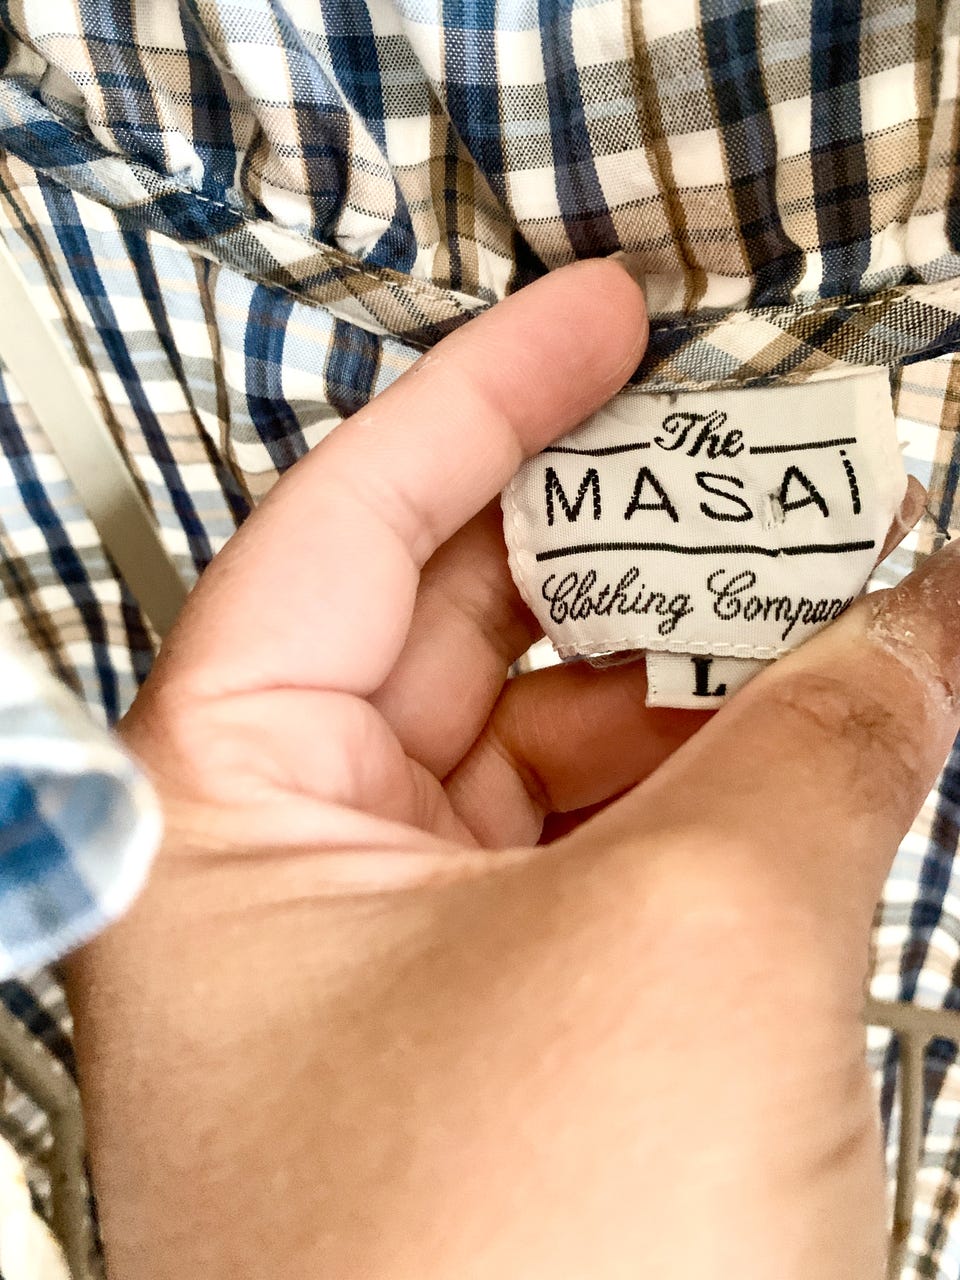 The
MASAi
Clothing Company
L